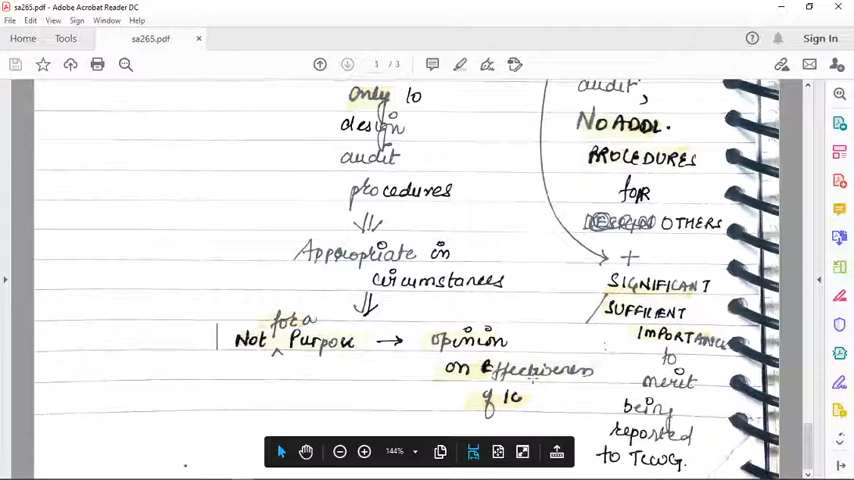 sa265.pdf - Adobe Acrobat Reader DC
File Edit View Sign Window Help
Home Tools sa265.pdf × Sign In
3 / 3
Only to
design
audit
procedures
Appropriate in
circumstances
for a
Not ^ Purpose → opinion
on Effectiveness
of IC
audit,
NO ADDL.
PROCEDURES
FOR
OTHERS
+
SIGNIFICANT
SUFFICENT
IMPORTANCE
to
merit
being
reported
to TCWG.
144%